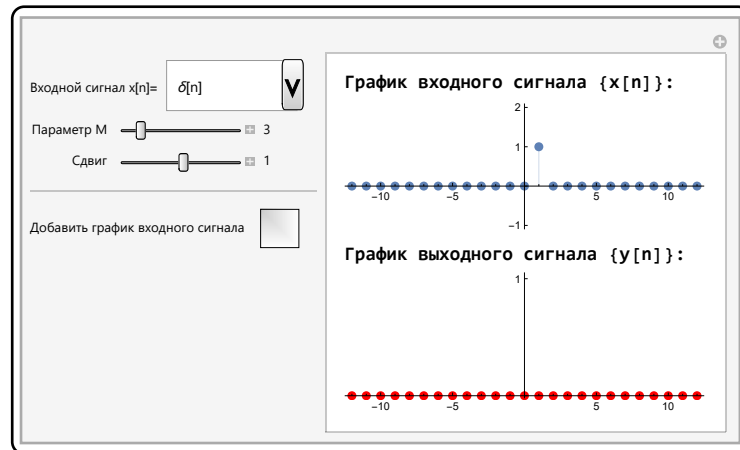 График входного сигнала {x[n]}:
2
1
-10 -5 5 10
-1
График выходного сигнала {y[n]}:
1
-10 -5 5 10
Входной сигнал x[n]= δ[n]
Параметр M 3
Сдвиг 1
Добавить график входного сигнала